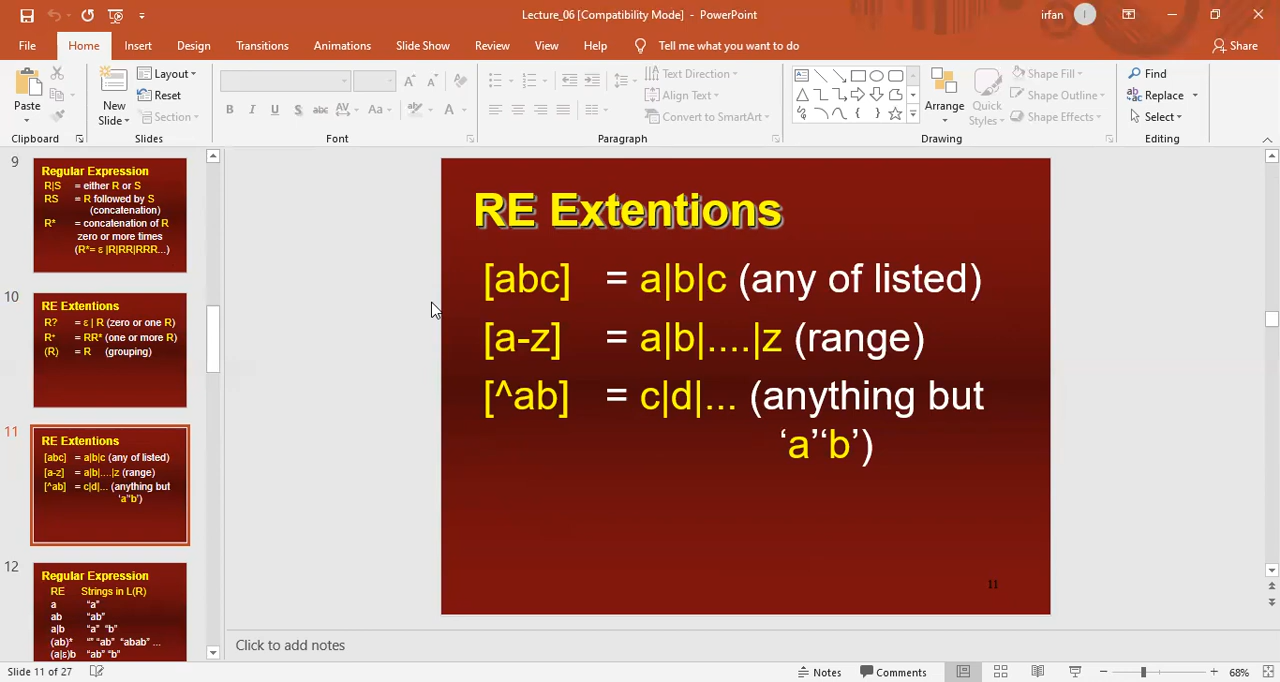 Lecture_06 [Compatibility Mode] - PowerPoint
irfan
File Home Insert Design Transitions Animations Slide Show Review View Help Tell me what you want to do Share
Paste
New Slide
Layout
Reset
Section
B I U S abc AV Aa A
Text Direction
Align Text
Convert to SmartArt
Arrange
Quick Styles
Shape Fill
Shape Outline
Shape Effects
Find
Replace
Select
Clipboard Slides Font Paragraph Drawing Editing
9
Regular Expression
R|S = either R or S
RS = R followed by S
(concatenation)
R* = concatenation of R
zero or more times
(R*= ε |R|RR|RRR...)
10
RE Extentions
R? = ε | R (zero or one R)
R+ = RR* (one or more R)
(R) = R (grouping)
11
RE Extentions
[abc] = a|b|c (any of listed)
[a-z] = a|b|....|z (range)
[^ab] = c|d|... (anything but
‘a’‘b’)
12
Regular Expression
RE Strings in L(R)
a “a”
ab “ab”
a|b “a” “b”
(ab)* “” “ab” “abab” ...
(a|ε)b “ab” “b”
RE Extentions
[abc] = a|b|c (any of listed)
[a-z] = a|b|....|z (range)
[^ab] = c|d|... (anything but
‘a’‘b’)
11
Click to add notes
Slide 11 of 27
Notes
Comments
68%